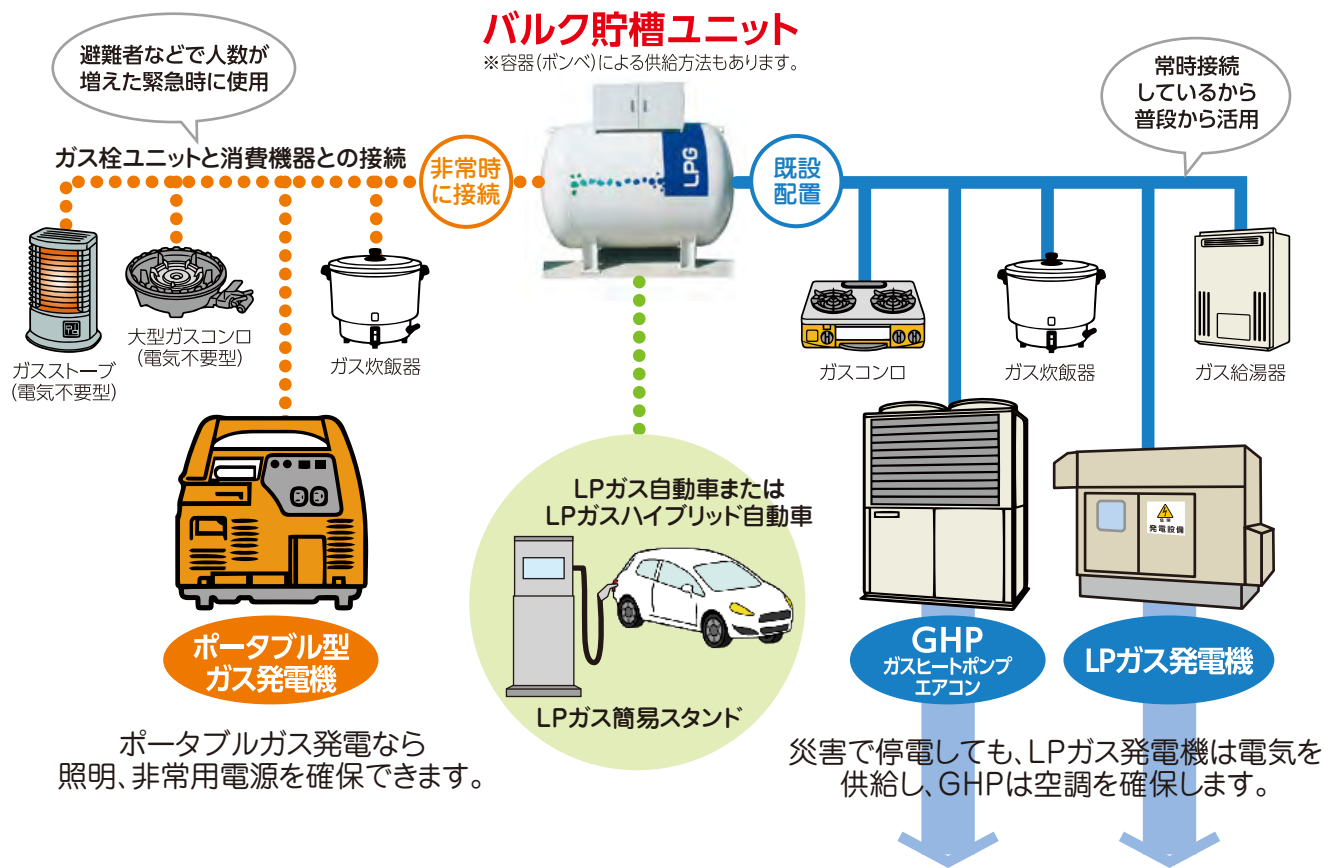 バルク貯槽ユニット
※容器(ボンベ)による供給方法もあります。
避難者などで人数が
増えた緊急時に使用
常時接続
しているから
普段から活用
ガス栓ユニットと消費機器との接続
非常時
に接続
LPG
既設
配置
ガスストーブ
(電気不要型)
大型ガスコンロ
(電気不要型)
ガス炊飯器
ガスコンロ
ガス炊飯器
ガス給湯器
LPガス自動車または
LPガスハイブリッド自動車
LPガス簡易スタンド
発電設備
ポータブル型
ガス発電機
GHP
ガスヒートポンプ
エアコン
LPガス発電機
ポータブルガス発電なら
照明、非常用電源を確保できます。
災害で停電しても、LPガス発電機は電気を
供給し、GHPは空調を確保します。